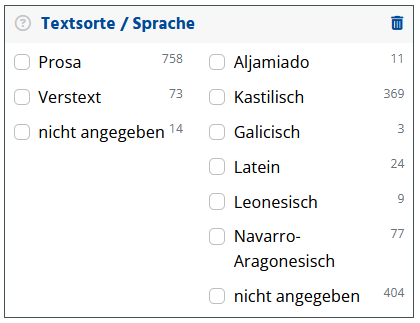 ? Textsorte / Sprache
Prosa 758
Verstext 73
nicht angegeben 14
Aljamiado 11
Kastilisch 369
Galicisch 3
Latein 24
Leonesisch 9
Navarro- 77
Aragonesisch
nicht angegeben 404